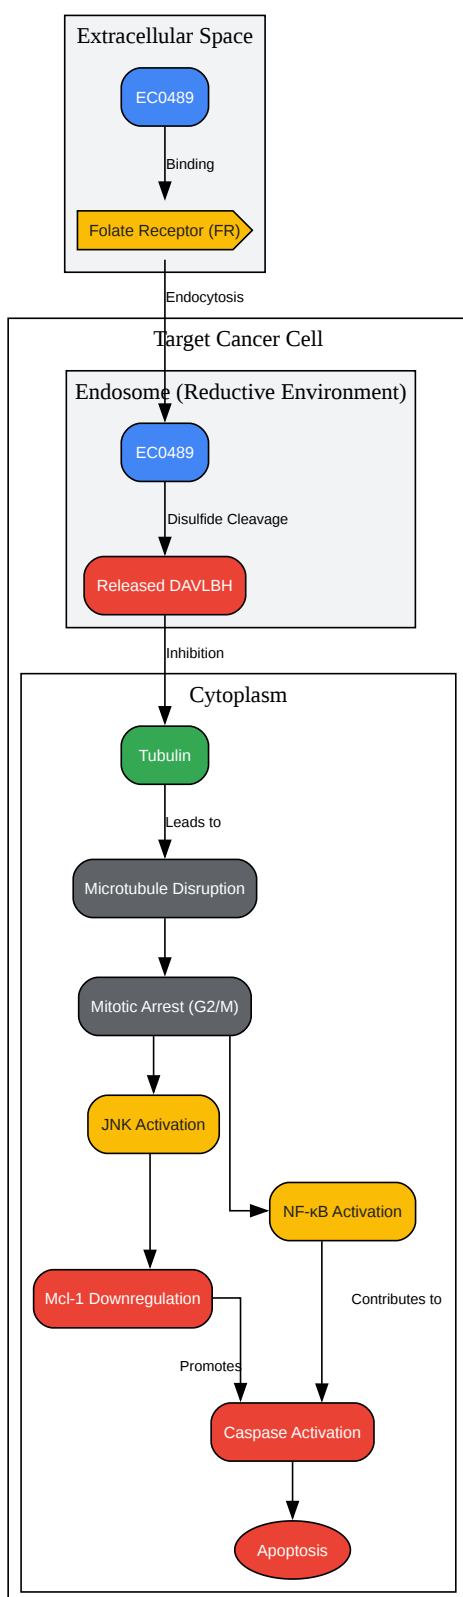 Extracellular Space
EC0489
Binding
Folate Receptor (FR)
Endocytosis
Target Cancer Cell
Endosome (Reductive Environment)
EC0489
Disulfide Cleavage
Released DAVLBH
Inhibition
Cytoplasm
Tubulin
Leads to
Microtubule Disruption
Mitotic Arrest (G2/M)
JNK Activation
NF-κB Activation
Mcl-1 Downregulation
Contributes to
Promotes
Caspase Activation
Apoptosis